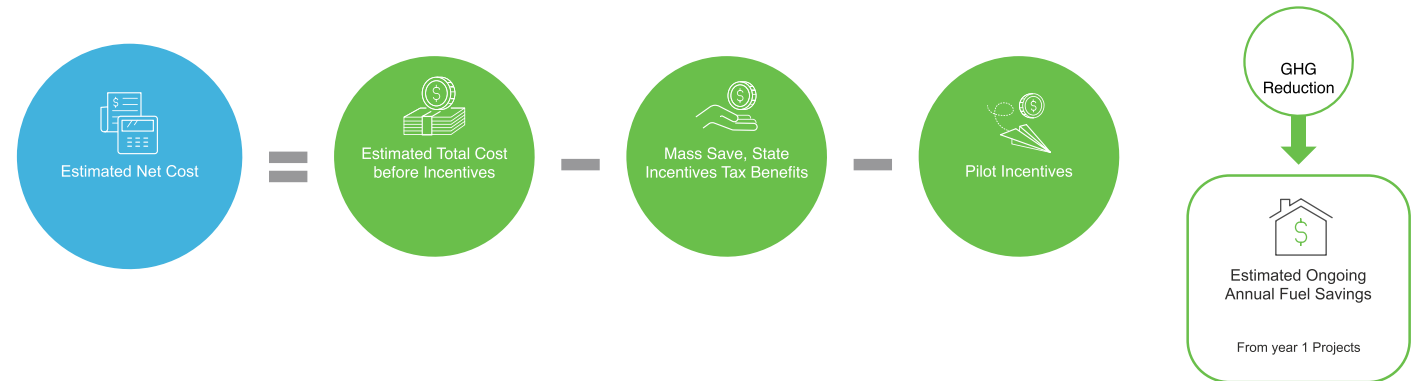 Estimated Net Cost
=
Estimated Total Cost
before Incentives
–
Mass Save, State
Incentives Tax Benefits
–
Pilot Incentives
GHG
Reduction
$
Estimated Ongoing
Annual Fuel Savings
From year 1 Projects